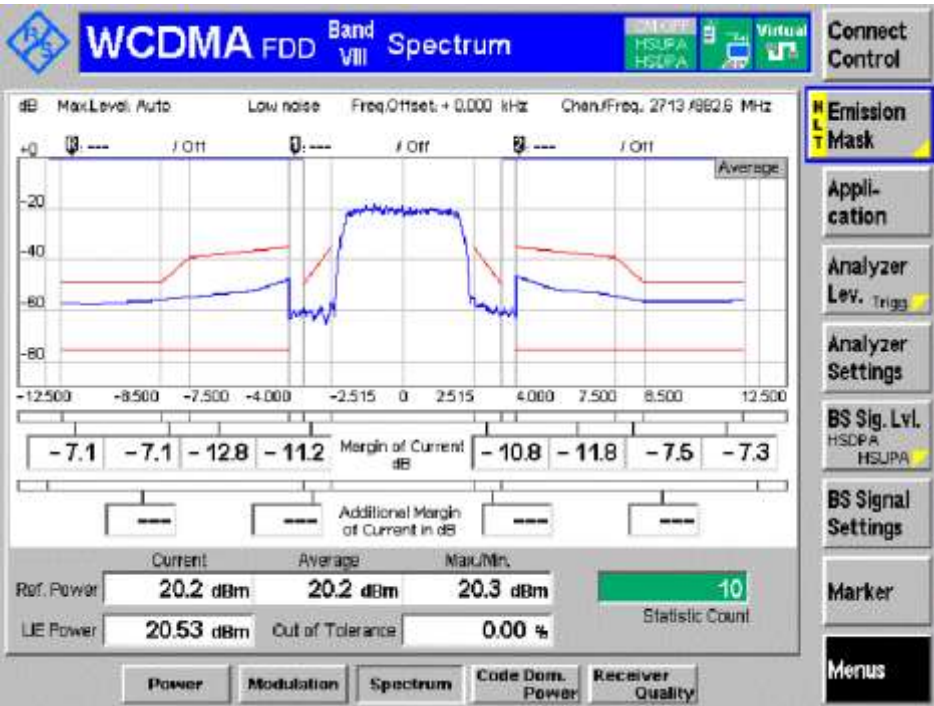 WCDMA FDD Band VIII Spectrum
HSUPA
HSDPA
Virtual
Connect Control
dB Max.Level: Auto Low noise Freq.Offset: + 0.000 kHz Chan./Freq.: 2713 /882.6 MHz
HLT
Emission Mask
R: --- / Off 1: --- / Off 2: --- / Off
+0
Average
-20
-40
-60
-80
-12.500 -8.500 -7.500 -4.000 -2.515 0 2.515 4.000 7.500 8.500 12.500
Appli-
cation
Analyzer
Lev. Trigg
Analyzer
Settings
– 7.1 – 7.1 – 12.8 – 11.2 Margin of Current dB – 10.8 – 11.8 – 7.5 – 7.3
BS Sig. Lvl.
HSDPA
HSUPA
--- --- Additional Margin of Current in dB --- ---
BS Signal
Settings
Current Average Max./Min.
Ref. Power 20.2 dBm 20.2 dBm 20.3 dBm 10
Statistic Count
Marker
UE Power 20.53 dBm Out of Tolerance 0.00 %
Menus
Power Modulation Spectrum Code Dom. Power Receiver Quality